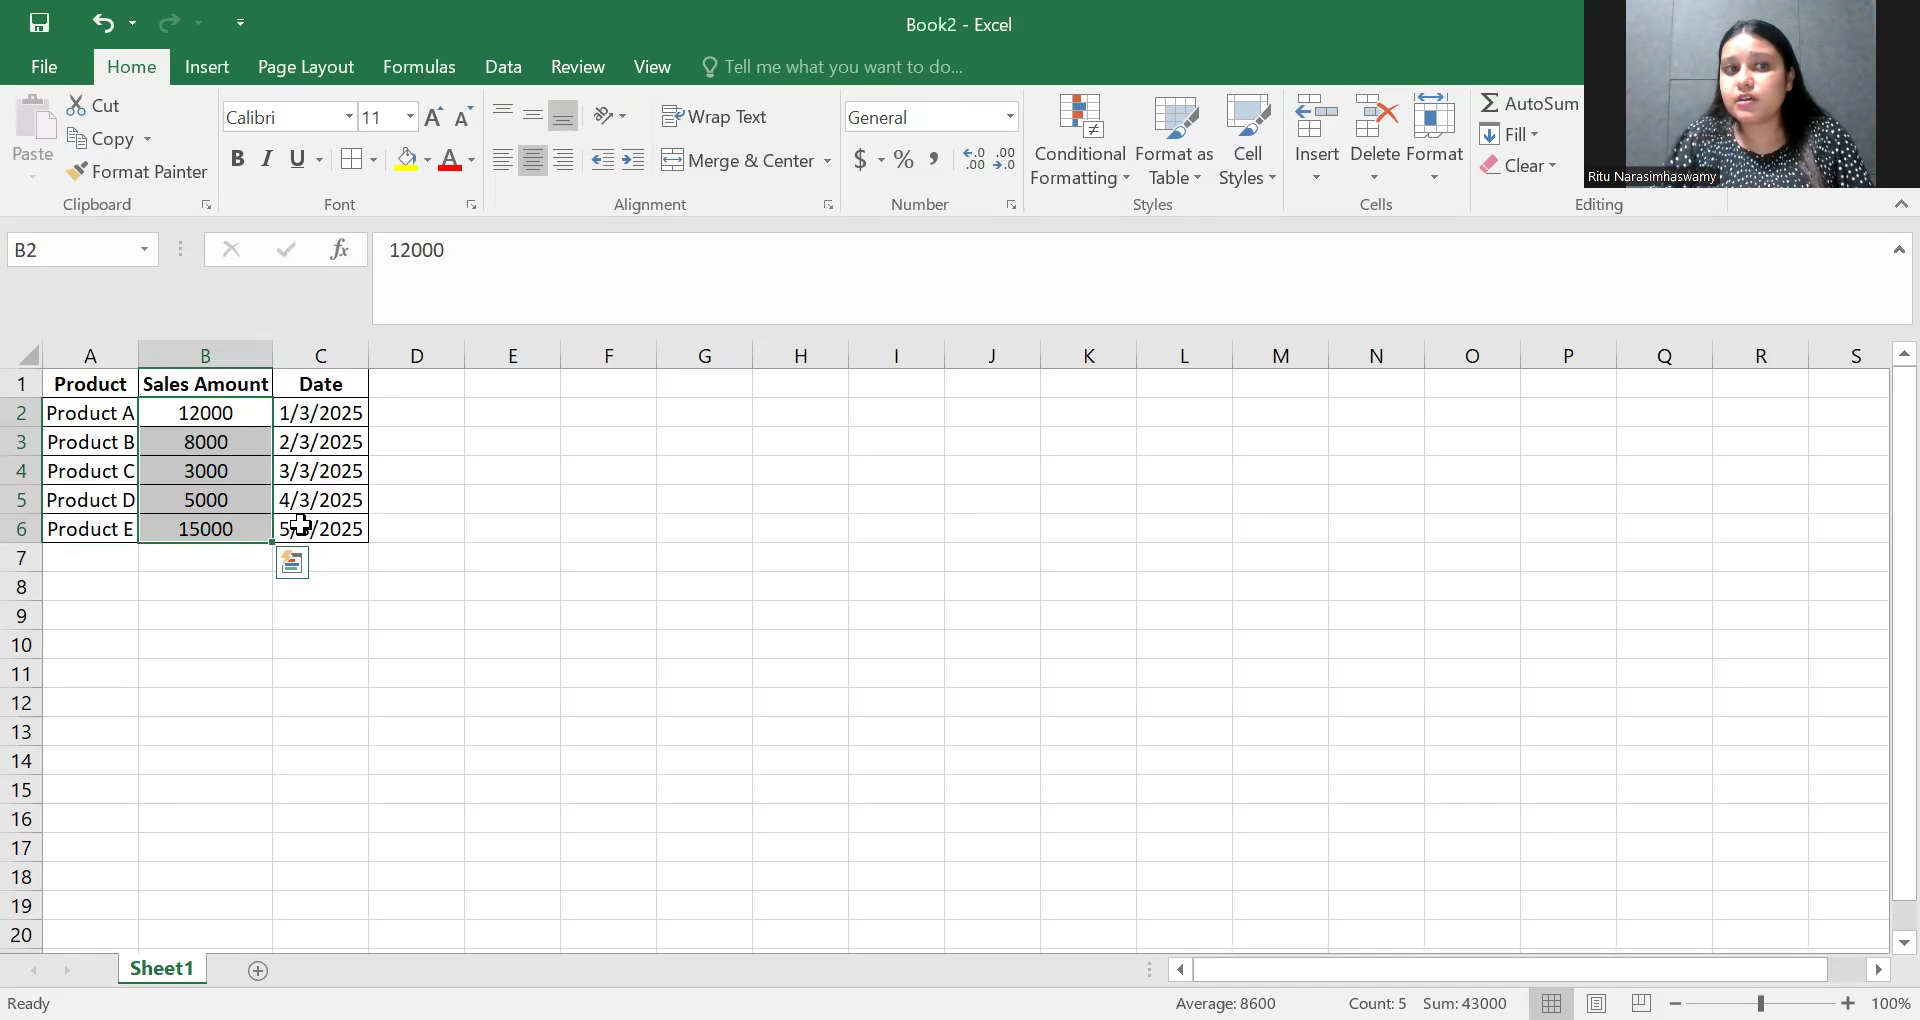 Book2 - Excel
File Home Insert Page Layout Formulas Data Review View Tell me what you want to do...
Paste
Cut
Copy
Format Painter
Clipboard
Calibri 11
B I U A
Font
Wrap Text
Merge & Center
Alignment
General
$ % ,
Number
Conditional Formatting
Format as Table
Cell Styles
Styles
Insert Delete Format
Cells
AutoSum
Fill
Clear
Editing
Ritu Narasimhaswamy
B2 fx 12000
A B C D E F G H I J K L M N O P Q R S
1 Product Sales Amount Date
2 Product A 12000 1/3/2025
3 Product B 8000 2/3/2025
4 Product C 3000 3/3/2025
5 Product D 5000 4/3/2025
6 Product E 15000 5/3/2025
7
8
9
10
11
12
13
14
15
16
17
18
19
20
Sheet1
Ready Average: 8600 Count: 5 Sum: 43000 100%